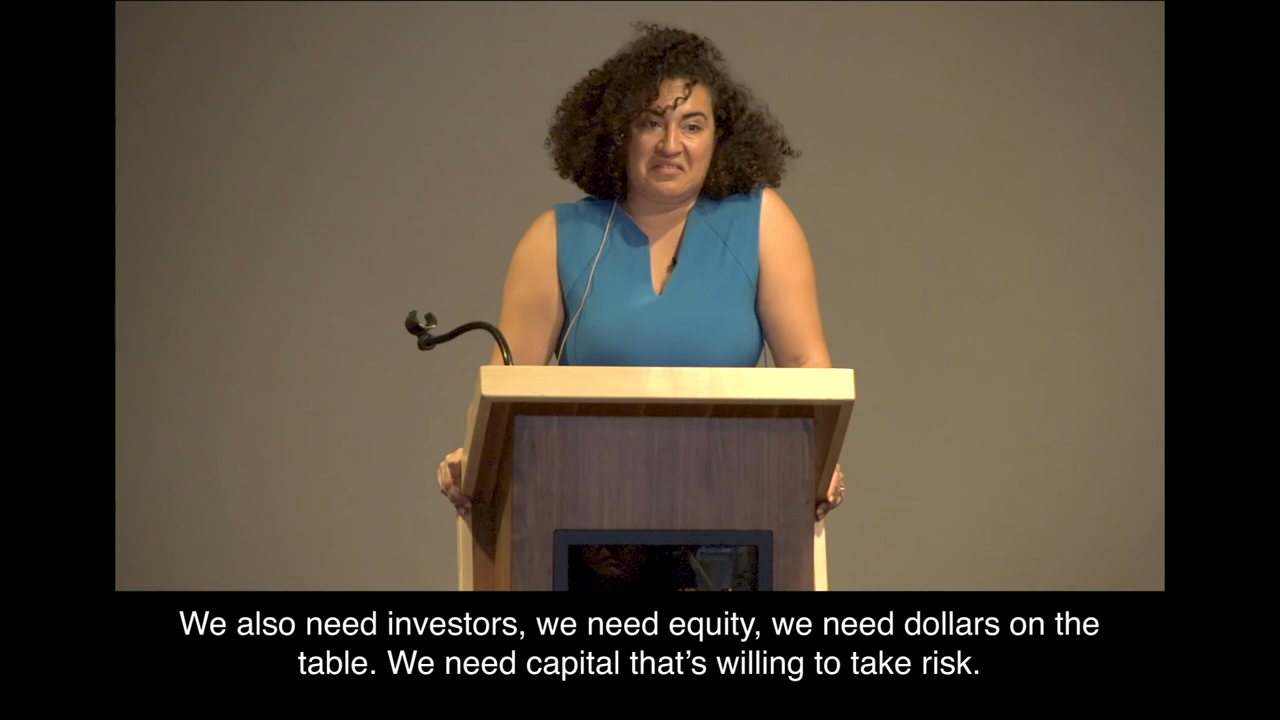 We also need investors, we need equity, we need dollars on the
table. We need capital that’s willing to take risk.